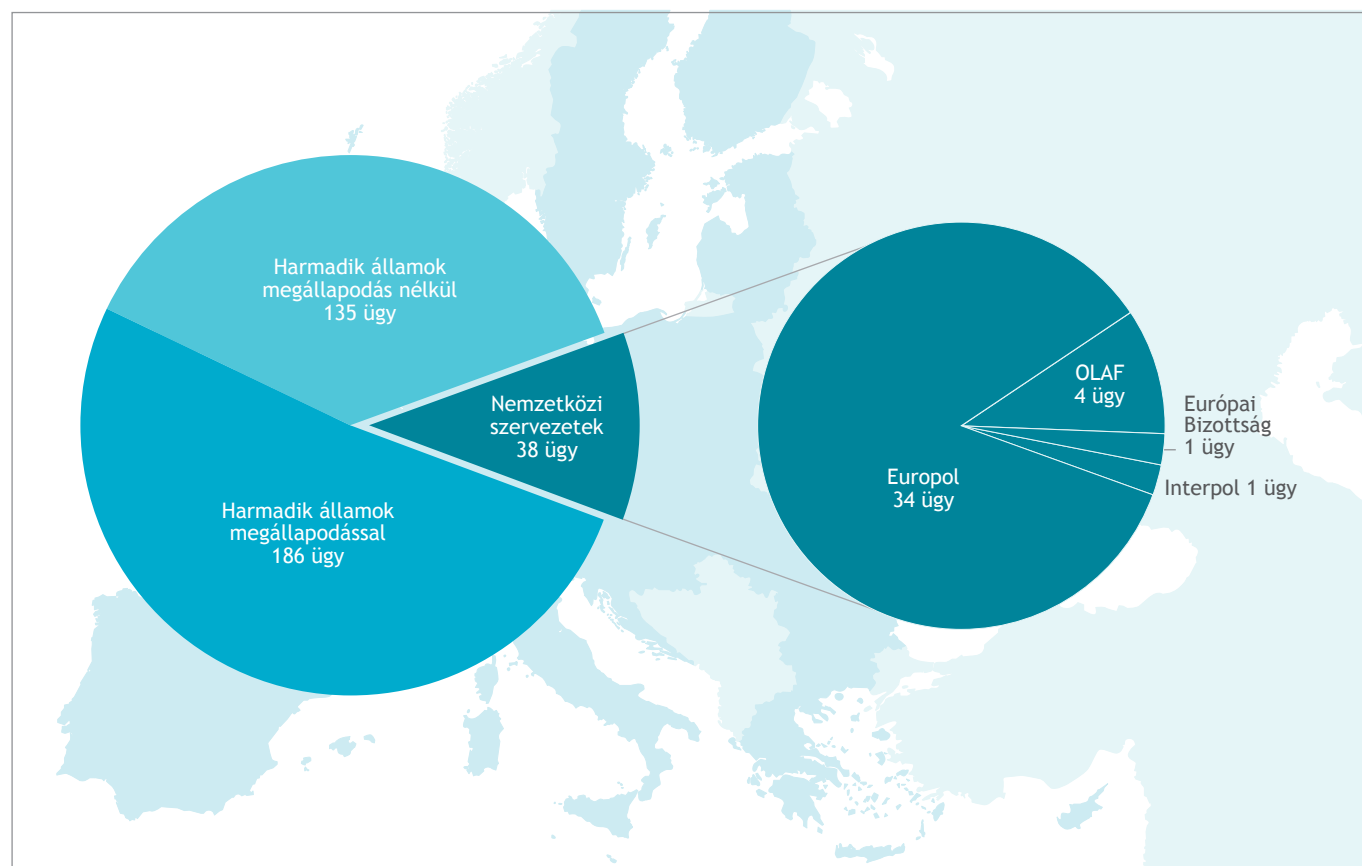 Harmadik államok
megállapodás nélkül
135 ügy
Nemzetközi
szervezetek
38 ügy
Harmadik államok
megállapodással
186 ügy
OLAF
4 ügy
Európai
Bizottság
1 ügy
Europol
34 ügy
Interpol 1 ügy